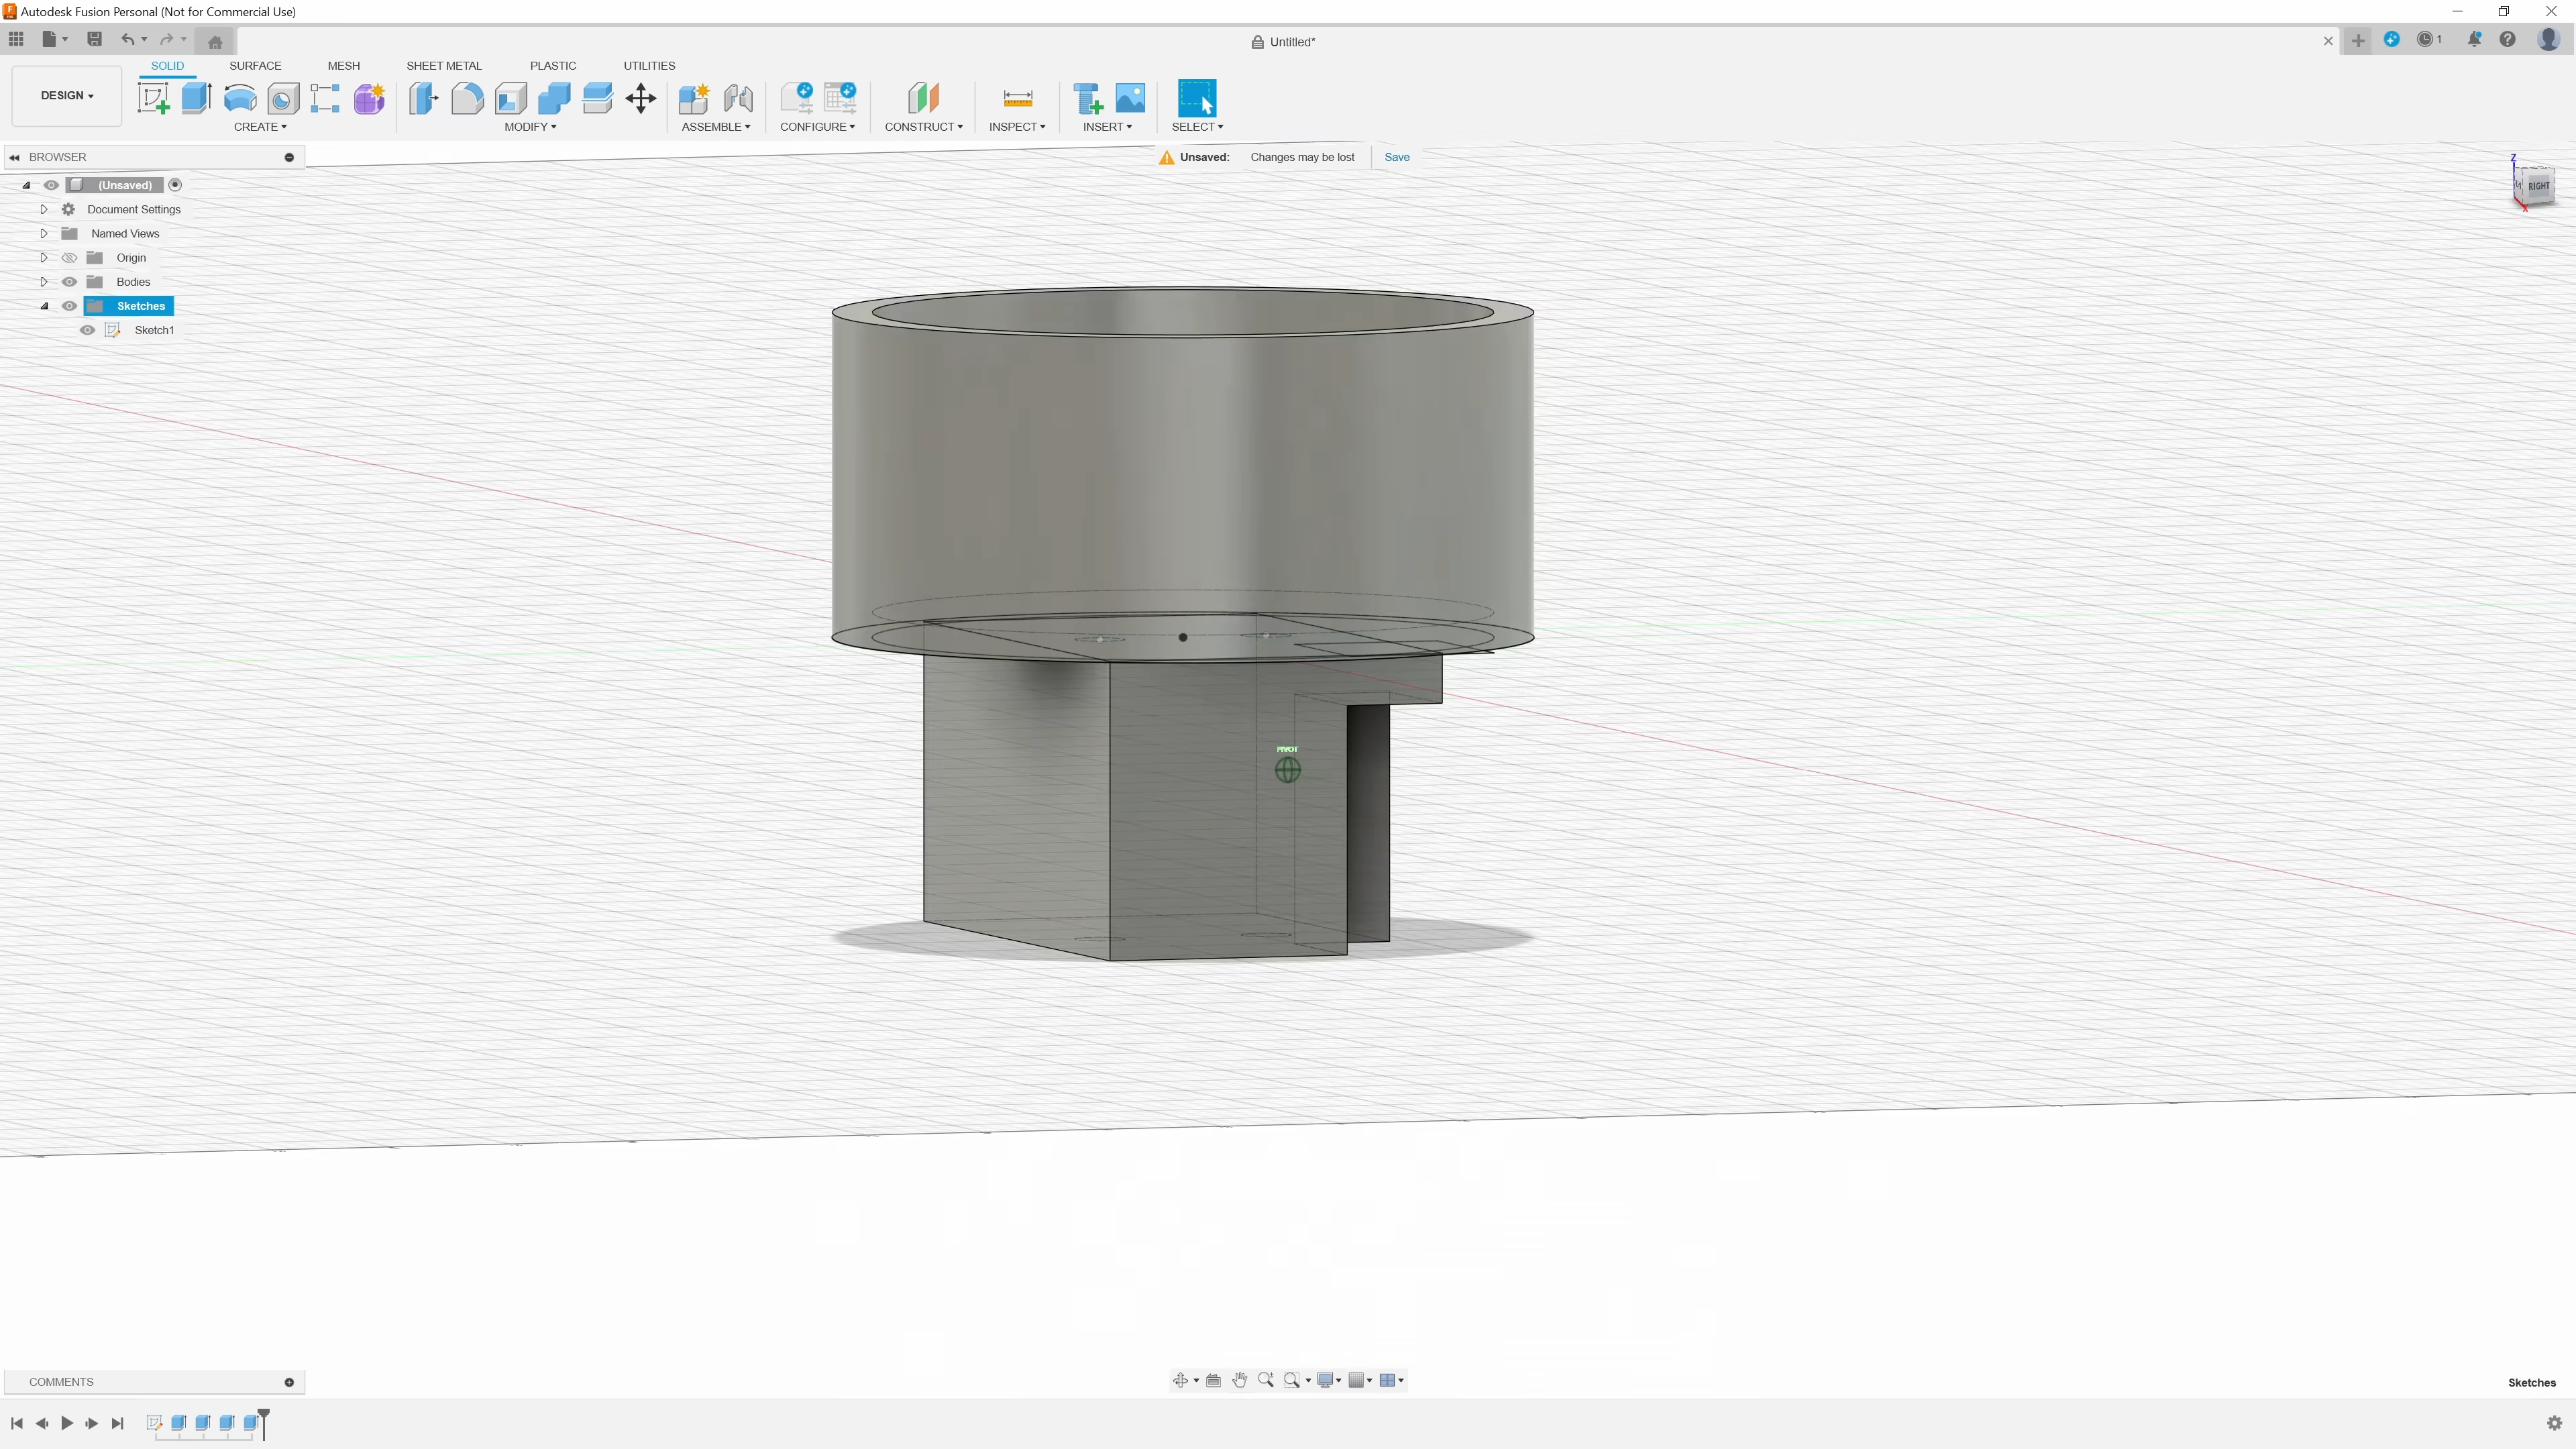 Autodesk Fusion Personal (Not for Commercial Use)
Untitled*
1
DESIGN
SOLID
SURFACE
MESH
SHEET METAL
PLASTIC
UTILITIES
CREATE
MODIFY
ASSEMBLE
CONFIGURE
CONSTRUCT
INSPECT
INSERT
SELECT
BROWSER
Unsaved: Changes may be lost Save
(Unsaved)
Document Settings
Named Views
Origin
Bodies
Sketches
Sketch1
Z
RIGHT
X
PIVOT
COMMENTS
Sketches